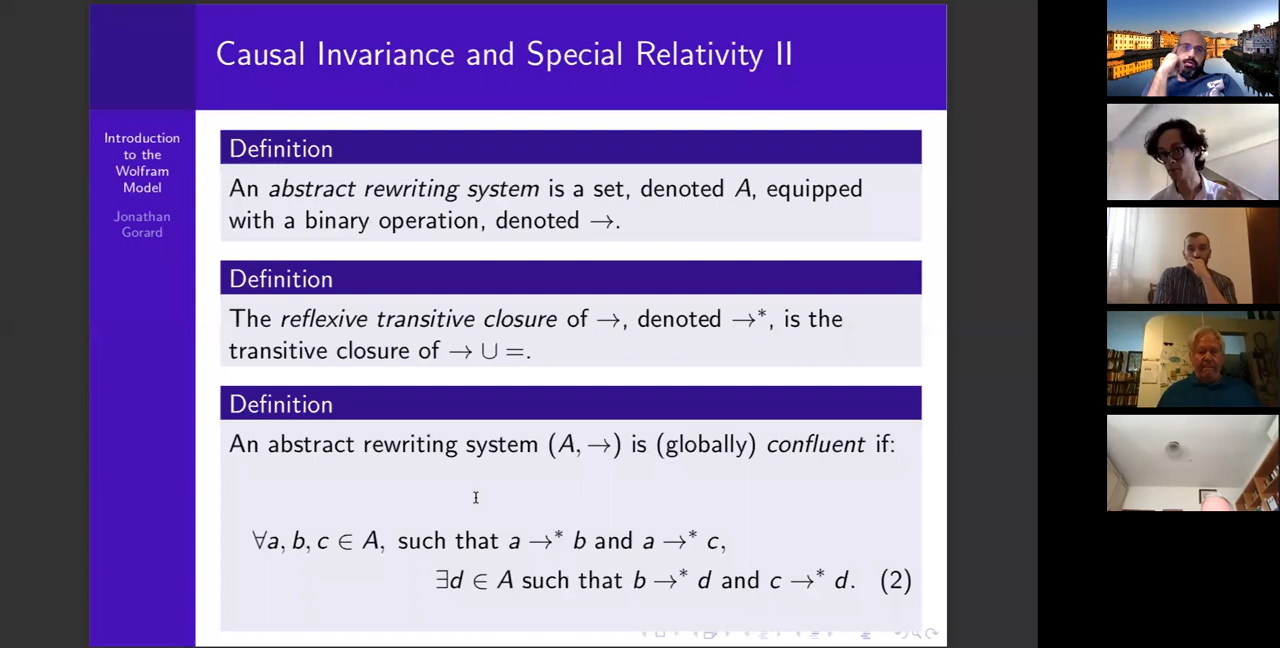 Causal Invariance and Special Relativity II
Introduction
to the
Wolfram
Model
Jonathan
Gorard
Definition
An abstract rewriting system is a set, denoted A, equipped
with a binary operation, denoted →.
Definition
The reflexive transitive closure of →, denoted →*, is the
transitive closure of → ∪ =.
Definition
An abstract rewriting system (A, →) is (globally) confluent if:
∀a, b, c ∈ A, such that a →* b and a →* c,
∃d ∈ A such that b →* d and c →* d. (2)